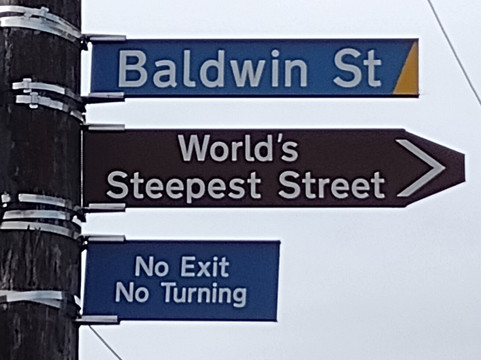 Baldwin St
World's
Steepest Street
No Exit
No Turning